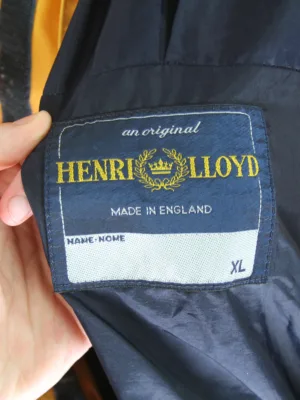 an original
HENRI LLOYD
MADE IN ENGLAND
NAME-NOME
XL